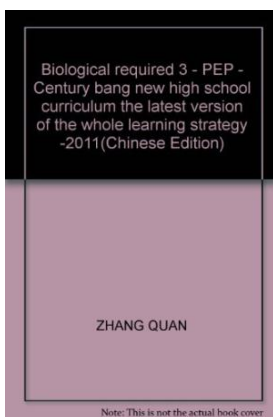 Biological required 3 - PEP -
Century bang new high school
curriculum the latest version
of the whole learning strategy
-2011(Chinese Edition)
ZHANG QUAN
Note: This is not the actual book cover